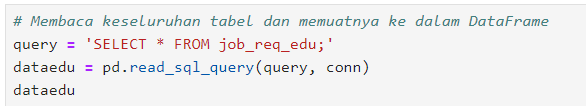 # Membaca keseluruhan tabel dan memuatnya ke dalam DataFrame
query = 'SELECT * FROM job_req_edu;'
dataedu = pd.read_sql_query(query, conn)
dataedu